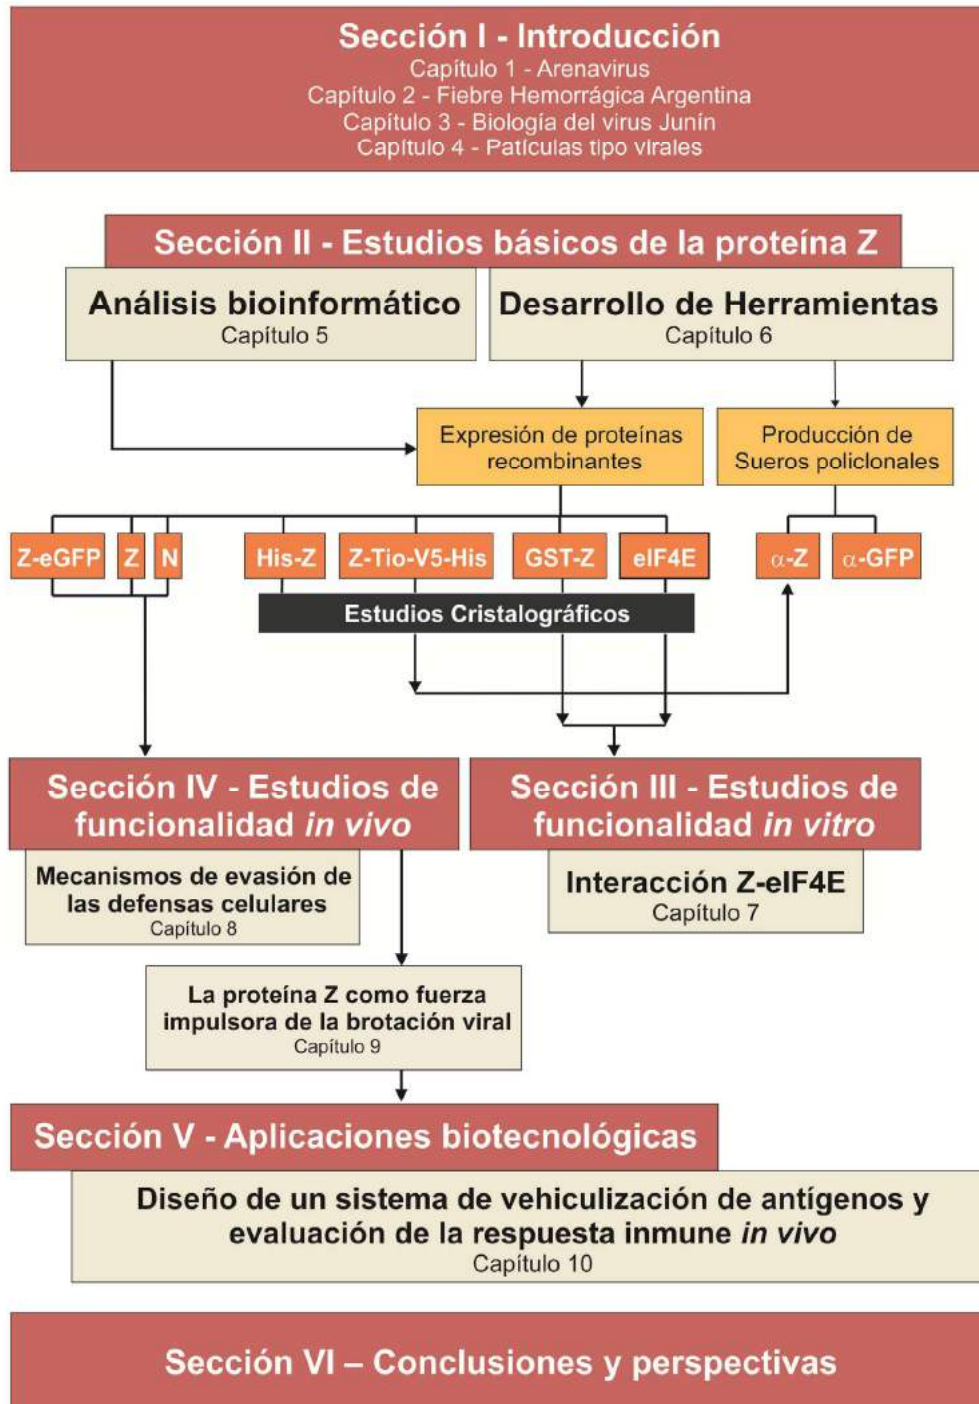 Sección I - Introducción
Capítulo 1 - Arenavirus
Capítulo 2 - Fiebre Hemorrágica Argentina
Capítulo 3 - Biología del virus Junín
Capítulo 4 - Patículas tipo virales
Sección II - Estudios básicos de la proteína Z
Análisis bioinformático
Capítulo 5
Desarrollo de Herramientas
Capítulo 6
Expresión de proteínas
recombinantes
Producción de
Sueros policlonales
Z-eGFP
Z
N
His-Z
Z-Tio-V5-His
GST-Z
eIF4E
α-Z
α-GFP
Estudios Cristalográficos
Sección IV - Estudios de
funcionalidad in vivo
Mecanismos de evasión de
las defensas celulares
Capítulo 8
Sección III - Estudios de
funcionalidad in vitro
Interacción Z-eIF4E
Capítulo 7
La proteína Z como fuerza
impulsora de la brotación viral
Capítulo 9
Sección V - Aplicaciones biotecnológicas
Diseño de un sistema de vehiculización de antígenos y
evaluación de la respuesta inmune in vivo
Capítulo 10
Sección VI – Conclusiones y perspectivas